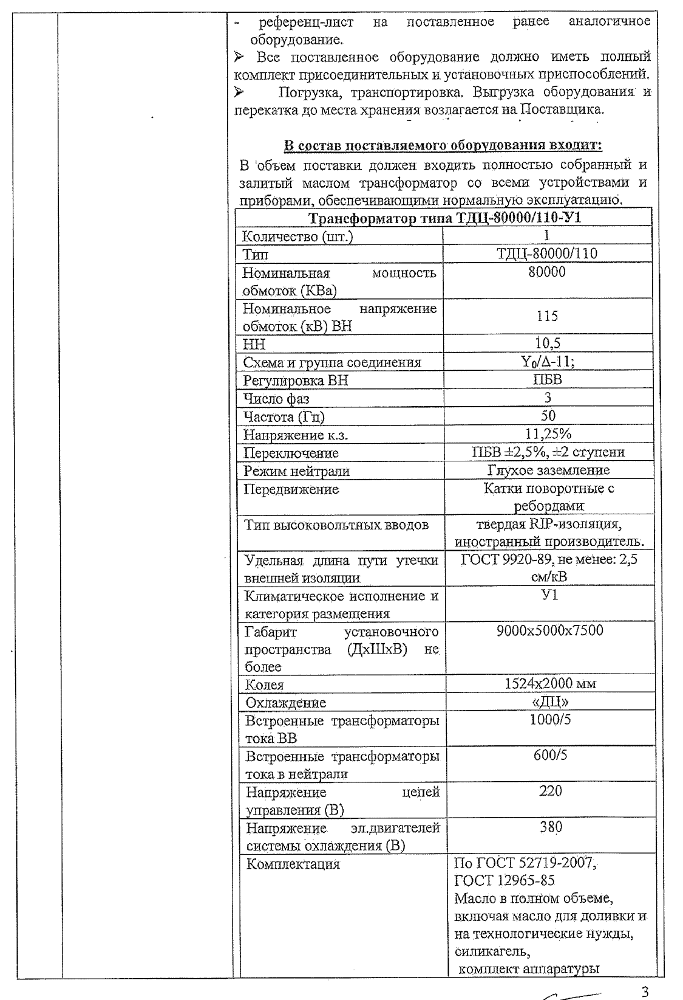 - референц-лист на поставленное ранее аналогичное
оборудование.
➢ Все поставленное оборудование должно иметь полный
комплект присоединительных и установочных приспособлений.
➢ Погрузка, транспортировка. Выгрузка оборудования и
перекатка до места хранения возлагается на Поставщика.
В состав поставляемого оборудования входит:
В объем поставки должен входить полностью собранный и
залитый маслом трансформатор со всеми устройствами и
приборами, обеспечивающими нормальную эксплуатацию.
Трансформатор типа ТДЦ-80000/110-У1
Количество (шт.) 1
Тип ТДЦ-80000/110
Номинальная мощность 80000
обмоток (КВа)
Номинальное напряжение
обмоток (кВ) ВН 115
НН 10,5
Схема и группа соединения Y₀/Δ-11;
Регулировка ВН ПБВ
Число фаз 3
Частота (Гц) 50
Напряжение к.з. 11,25%
Переключение ПБВ ±2,5%, ±2 ступени
Режим нейтрали Глухое заземление
Передвижение Катки поворотные с
ребордами
Тип высоковольтных вводов твердая RIP-изоляция,
иностранный производитель.
Удельная длина пути утечки ГОСТ 9920-89, не менее: 2,5
внешней изоляции см/кВ
Климатическое исполнение и У1
категория размещения
Габарит установочного 9000х5000х7500
пространства (ДхШхВ) не
более
Колея 1524х2000 мм
Охлаждение «ДЦ»
Встроенные трансформаторы 1000/5
тока ВВ
Встроенные трансформаторы 600/5
тока в нейтрали
Напряжение цепей 220
управления (В)
Напряжение эл.двигателей 380
системы охлаждения (В)
Комплектация По ГОСТ 52719-2007,
ГОСТ 12965-85
Масло в полном объеме,
включая масло для доливки и
на технологические нужды,
силикагель,
комплект аппаратуры
3